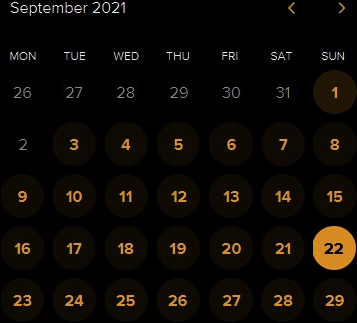 September 2021
MON TUE WED THU FRI SAT SUN
26 27 28 29 30 31 1
2 3 4 5 6 7 8
9 10 11 12 13 14 15
16 17 18 19 20 21 22
23 24 25 26 27 28 29